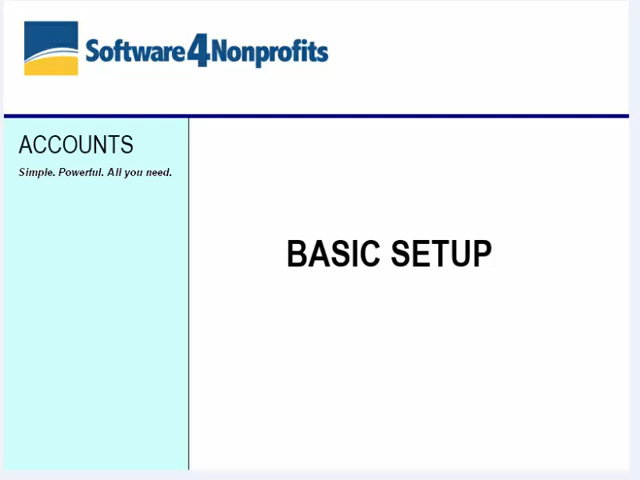 Software4Nonprofits
ACCOUNTS
Simple. Powerful. All you need.
BASIC SETUP